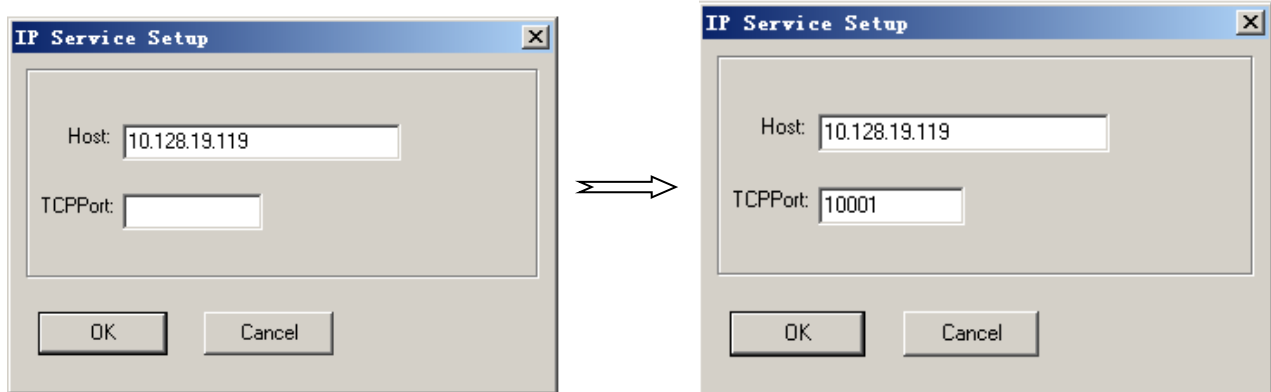 IP Service Setup
Host: 10.128.19.119
TCPPort:
OK Cancel
IP Service Setup
Host: 10.128.19.119
TCPPort: 10001
OK Cancel